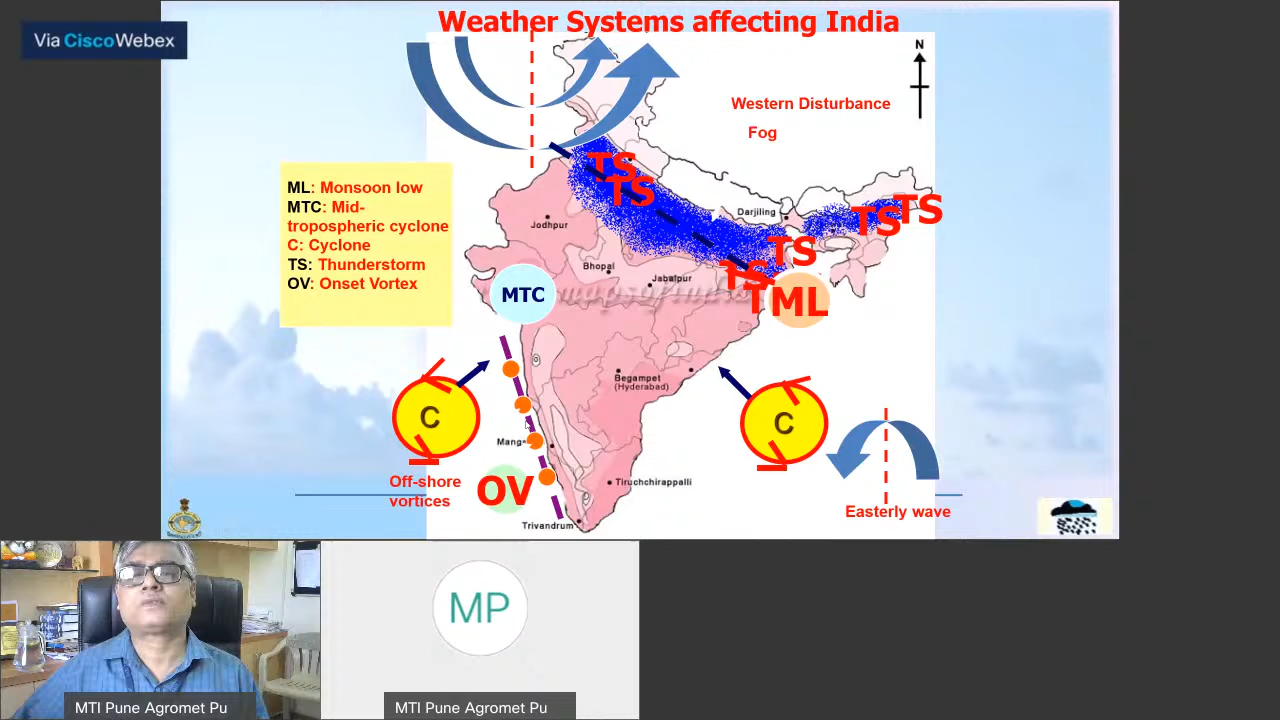 Via Cisco Webex
Weather Systems affecting India
N
Western Disturbance
Fog
ML: Monsoon low
MTC: Mid-
tropospheric cyclone
C: Cyclone
TS: Thunderstorm
OV: Onset Vortex
TS
TS
TS
TS
Darjiling
Jodhpur
TS
Bhopal
Jabalpur
TS
MTC
T
ML
Begampet
(Hyderabad)
C
C
Mang
Off-shore
vortices
OV
Tiruchchirappalli
Trivandrum
Easterly wave
MP
MTI Pune Agromet Pu
MTI Pune Agromet Pu